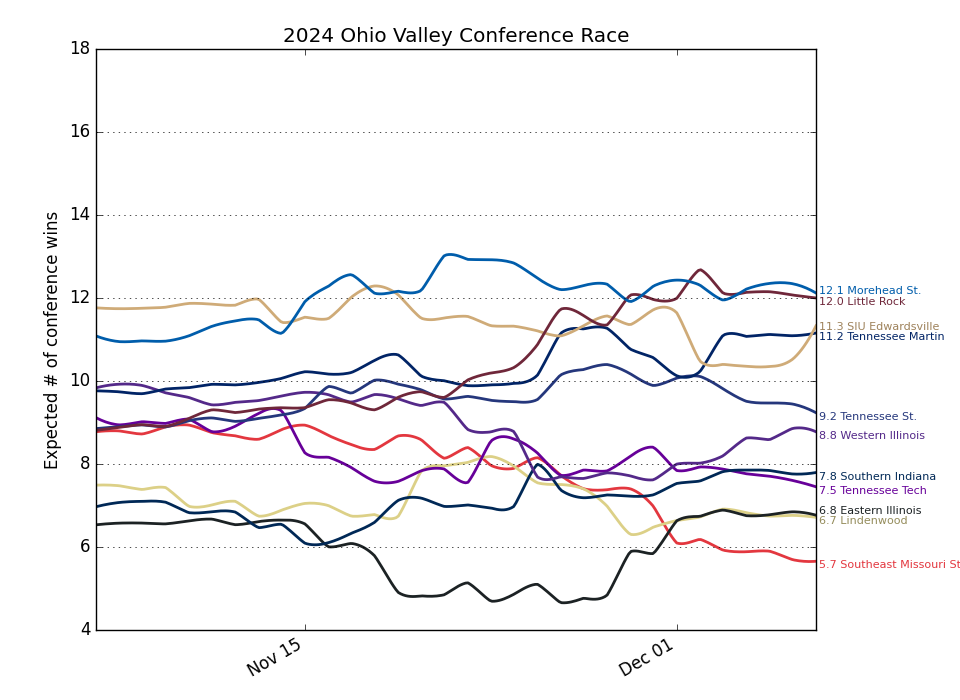 2024 Ohio Valley Conference Race
Expected # of conference wins
18
16
14
12
10
8
6
4
Nov 15
Dec 01
12.1 Morehead St.
12.0 Little Rock
11.3 SIU Edwardsville
11.2 Tennessee Martin
9.2 Tennessee St.
8.8 Western Illinois
7.8 Southern Indiana
7.5 Tennessee Tech
6.8 Eastern Illinois
6.7 Lindenwood
5.7 Southeast Missouri St